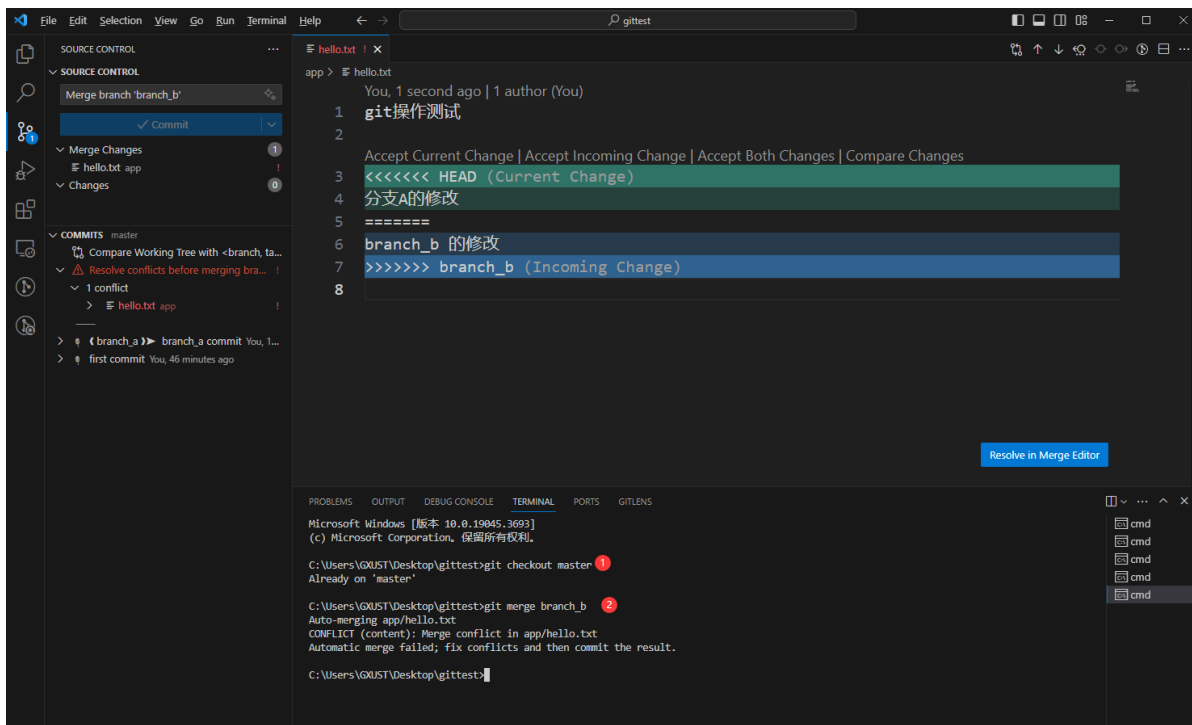 File Edit Selection View Go Run Terminal Help
gittest
SOURCE CONTROL
SOURCE CONTROL
Merge branch 'branch_b'
Commit
Merge Changes 1
hello.txt app !
Changes 0
COMMITS master
Compare Working Tree with <branch, ta...
Resolve conflicts before merging bra... !
1 conflict
hello.txt app !
branch_a branch_a commit You, 1...
first commit You, 46 minutes ago
1
hello.txt !
app > hello.txt
You, 1 second ago | 1 author (You)
1 git操作测试
2
Accept Current Change | Accept Incoming Change | Accept Both Changes | Compare Changes
3 <<<<<<< HEAD (Current Change)
4 分支A的修改
5 =======
6 branch_b 的修改
7 >>>>>>> branch_b (Incoming Change)
8
Resolve in Merge Editor
PROBLEMS OUTPUT DEBUG CONSOLE TERMINAL PORTS GITLENS
Microsoft Windows [版本 10.0.19045.3693]
(c) Microsoft Corporation。保留所有权利。
C:\Users\GXUST\Desktop\gittest>git checkout master 1
Already on 'master'
C:\Users\GXUST\Desktop\gittest>git merge branch_b 2
Auto-merging app/hello.txt
CONFLICT (content): Merge conflict in app/hello.txt
Automatic merge failed; fix conflicts and then commit the result.
C:\Users\GXUST\Desktop\gittest>
cmd
cmd
cmd
cmd
cmd